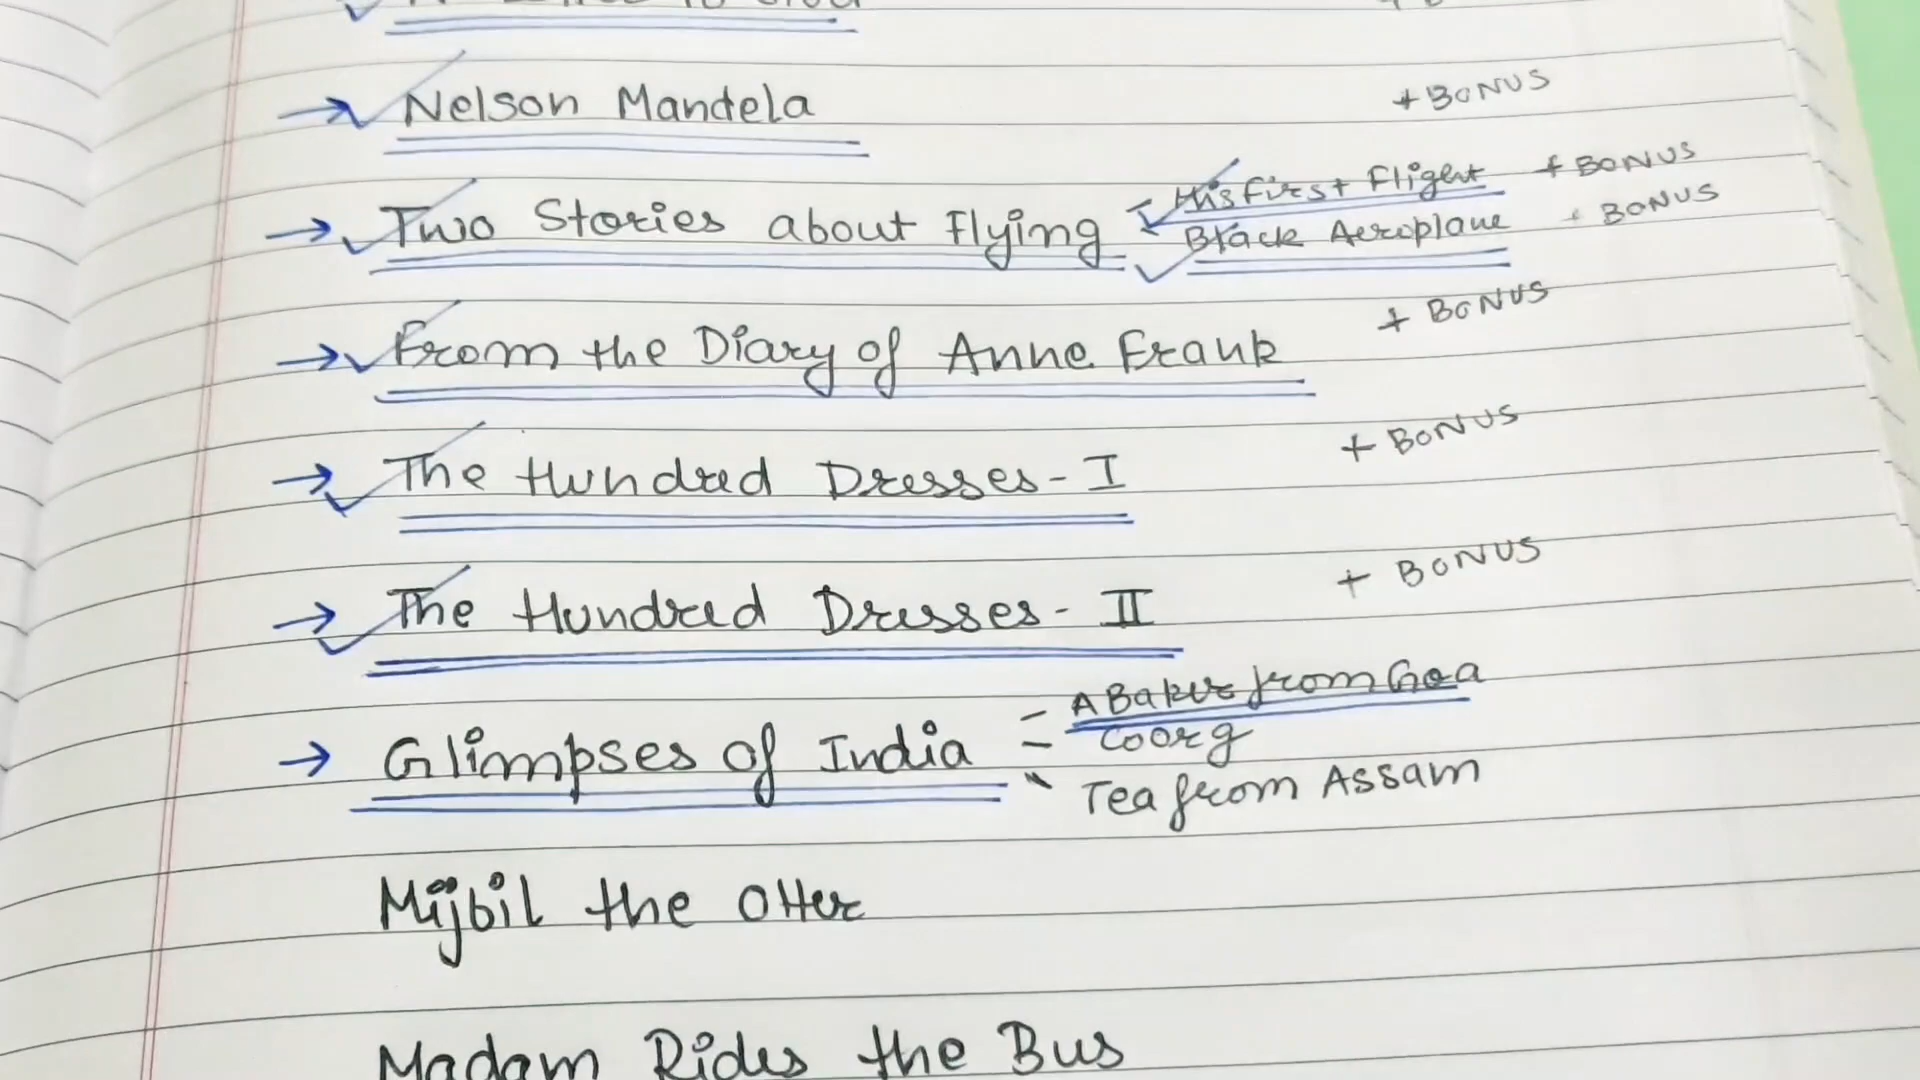 Nelson Mandela + BONUS
Two Stories about Flying - His First Flight + BONUS
Black Aeroplane + BONUS
From the Diary of Anne Frank + BONUS
The Hundred Dresses - I + BONUS
The Hundred Dresses - II + BONUS
Glimpses of India - A Baker from Goa
- Coorg
Tea from Assam
Mijbil the Otter
Madam Rides the Bus